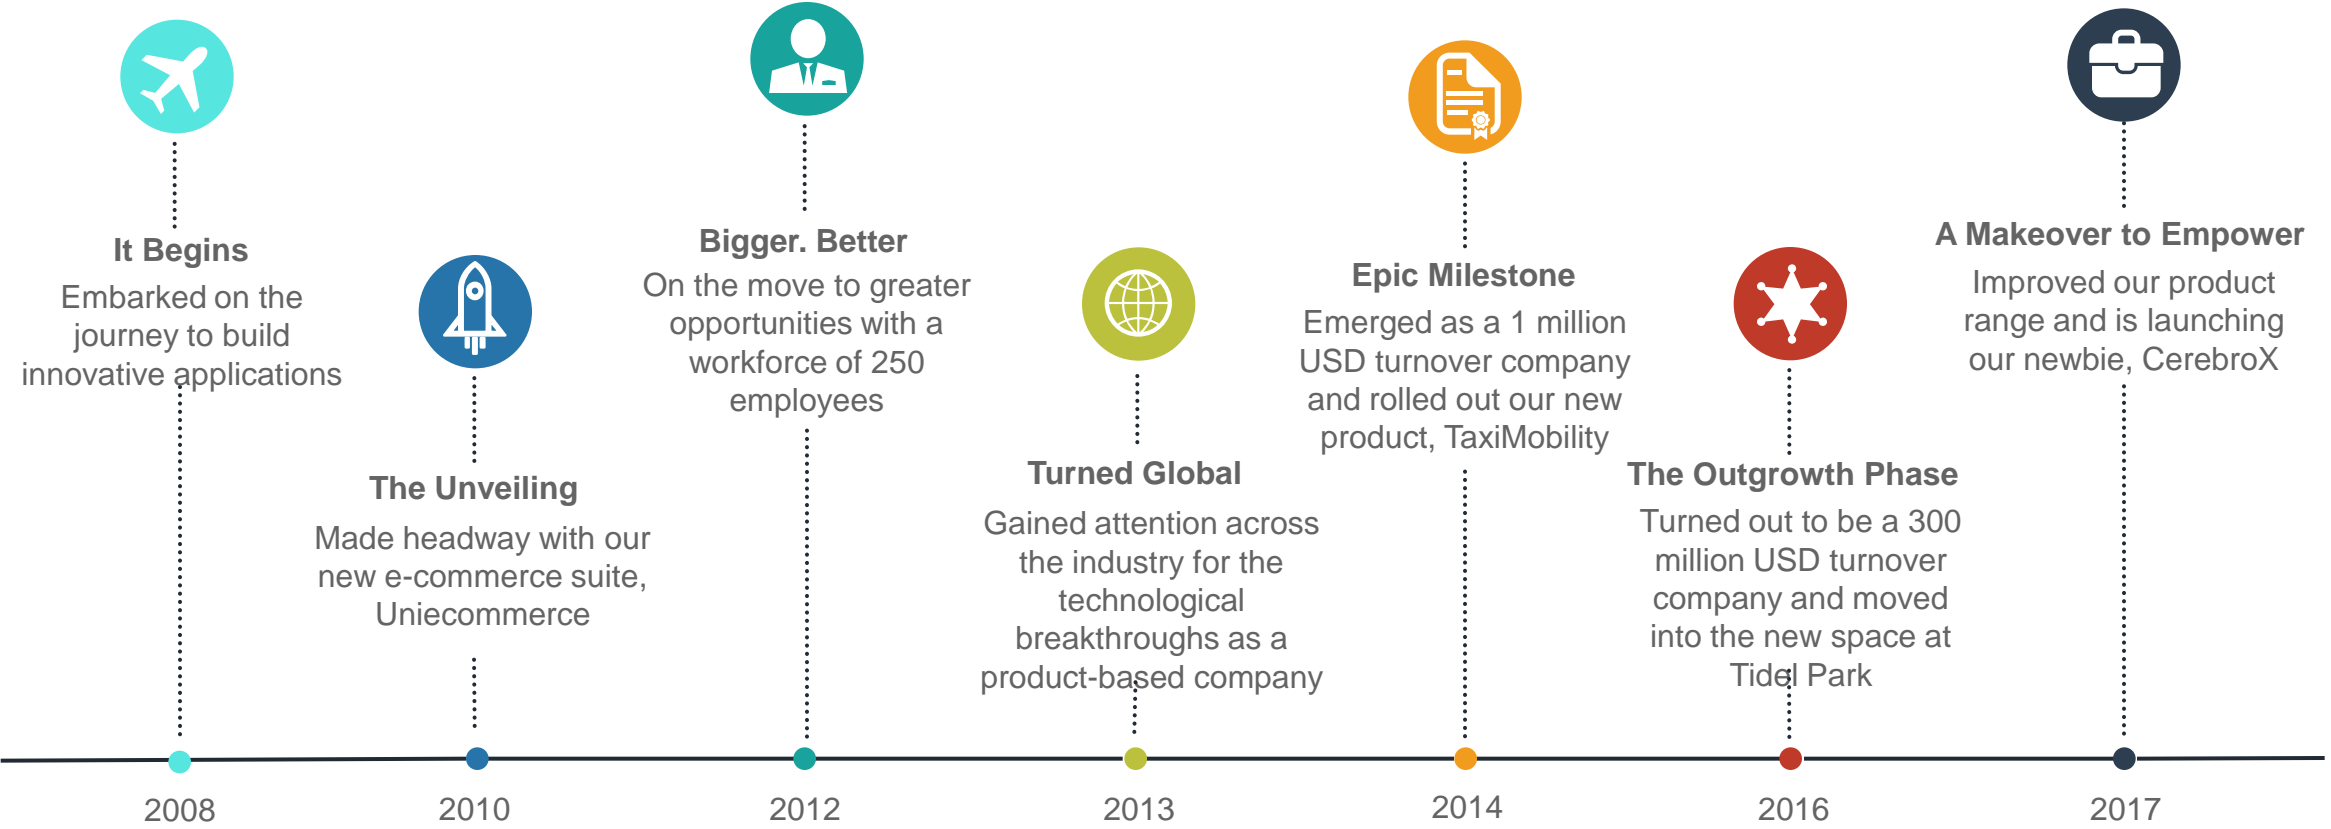 It Begins
Embarked on the
journey to build
innovative applications
The Unveiling
Made headway with our
new e-commerce suite,
Uniecommerce
Bigger. Better
On the move to greater
opportunities with a
workforce of 250
employees
Turned Global
Gained attention across
the industry for the
technological
breakthroughs as a
product-based company
Epic Milestone
Emerged as a 1 million
USD turnover company
and rolled out our new
product, TaxiMobility
The Outgrowth Phase
Turned out to be a 300
million USD turnover
company and moved
into the new space at
Tidel Park
A Makeover to Empower
Improved our product
range and is launching
our newbie, CerebroX
2008
2010
2012
2013
2014
2016
2017